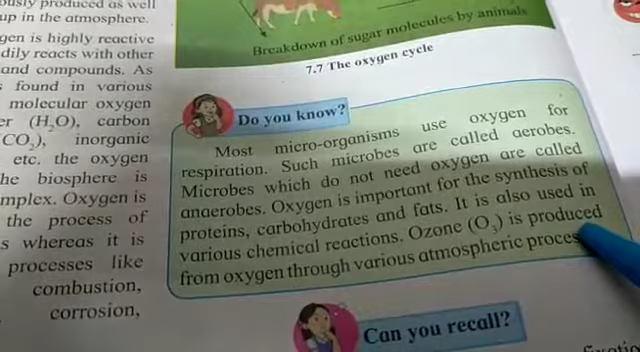 ously produced as well
up in the atmosphere.
gen is highly reactive
dily reacts with other
and compounds. As
s found in various
molecular oxygen
er (H₂O), carbon
CO₂), inorganic
etc. the oxygen
he biosphere is
mplex. Oxygen is
the process of
s whereas it is
processes like
combustion,
corrosion,
Breakdown of sugar molecules by animals
7.7 The oxygen cycle
Do you know?
Most micro-organisms use oxygen for
respiration. Such microbes are called aerobes.
Microbes which do not need oxygen are called
anaerobes. Oxygen is important for the synthesis of
proteins, carbohydrates and fats. It is also used in
various chemical reactions. Ozone (O₃) is produced
from oxygen through various atmospheric proces
Can you recall?